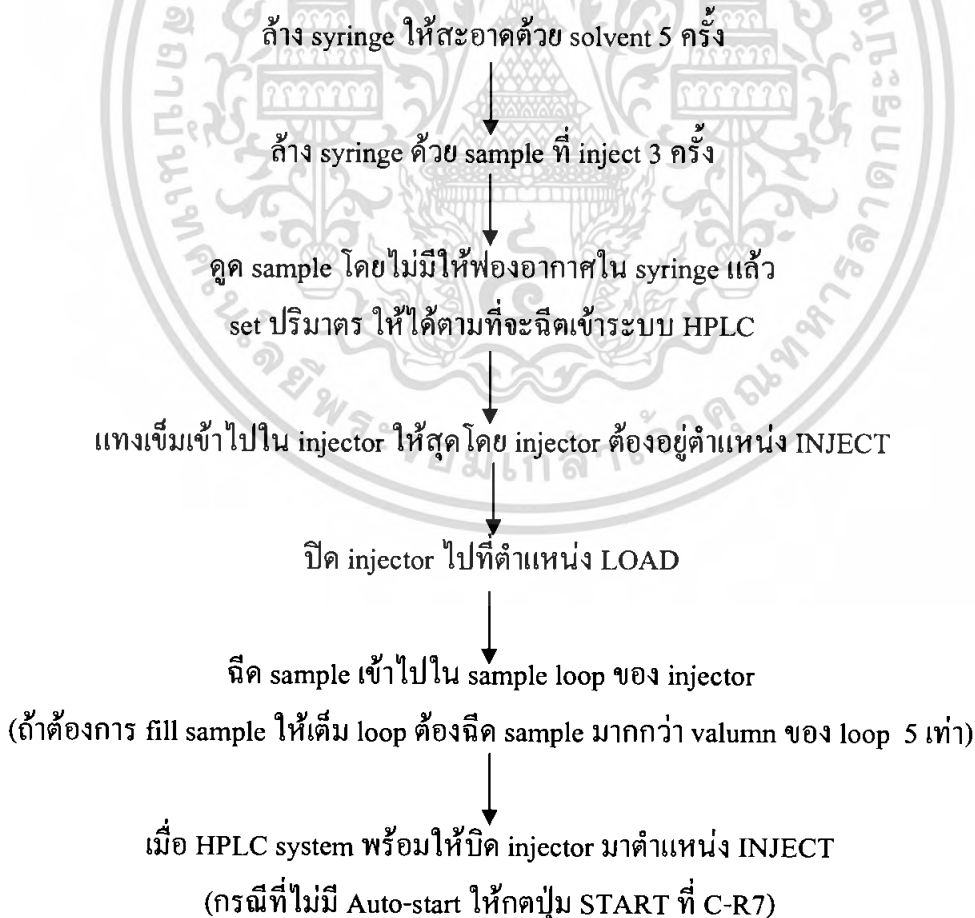 ล้าง syringe ให้สะอาดด้วย solvent 5 ครั้ง
ล้าง syringe ด้วย sample ที่ inject 3 ครั้ง
ดูด sample โดยไม่มีให้ฟองอากาศใน syringe แล้ว
set ปริมาตร ให้ได้ตามที่จะฉีดเข้าระบบ HPLC
แทงเข็มเข้าไปใน injector ให้สุดโดย injector ต้องอยู่ตำแหน่ง INJECT
ปิด injector ไปที่ตำแหน่ง LOAD
ฉีด sample เข้าไปใน sample loop ของ injector
(ถ้าต้องการ fill sample ให้เต็ม loop ต้องฉีด sample มากกว่า valumn ของ loop 5 เท่า)
เมื่อ HPLC system พร้อมให้บิด injector มาตำแหน่ง INJECT
(กรณีที่ไม่มี Auto-start ให้กดปุ่ม START ที่ C-R7)